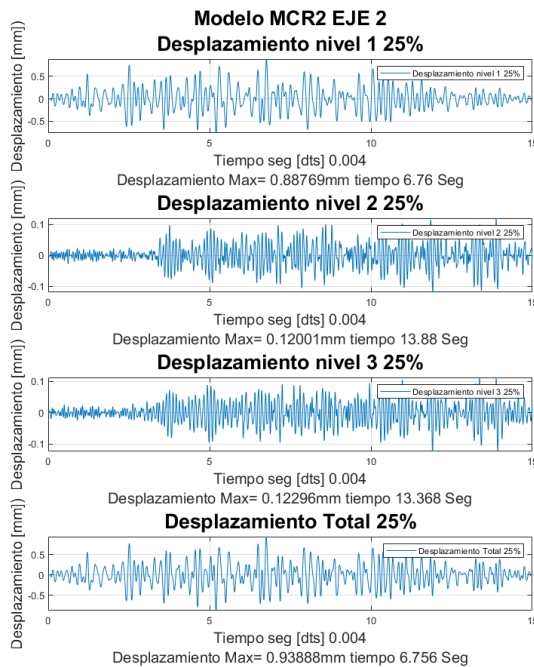 Modelo MCR2 EJE 2
Desplazamiento nivel 1 25%
Desplazamiento [mm])
0.5
0
-0.5
Desplazamiento nivel 1 25%
0
5
10
15
Tiempo seg [dts] 0.004
Desplazamiento Max= 0.88769mm tiempo 6.76 Seg
Desplazamiento nivel 2 25%
Desplazamiento [mm])
0.1
0
-0.1
Desplazamiento nivel 2 25%
0
5
10
15
Tiempo seg [dts] 0.004
Desplazamiento Max= 0.12001mm tiempo 13.88 Seg
Desplazamiento nivel 3 25%
Desplazamiento [mm])
0.1
0
-0.1
Desplazamiento nivel 3 25%
0
5
10
15
Tiempo seg [dts] 0.004
Desplazamiento Max= 0.12296mm tiempo 13.368 Seg
Desplazamiento Total 25%
Desplazamiento [mm])
0.5
0
-0.5
Desplazamiento Total 25%
0
5
10
15
Tiempo seg [dts] 0.004
Desplazamiento Max= 0.93888mm tiempo 6.756 Seg